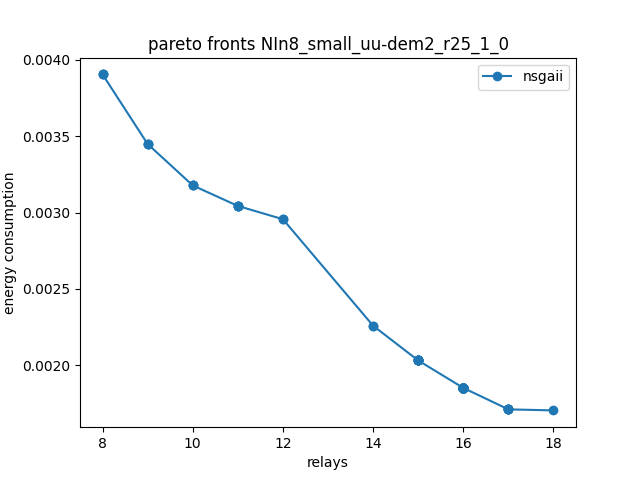 pareto fronts NIn8_small_uu-dem2_r25_1_0
nsgaii
energy consumption
0.0040
0.0035
0.0030
0.0025
0.0020
8 10 12 14 16 18
relays